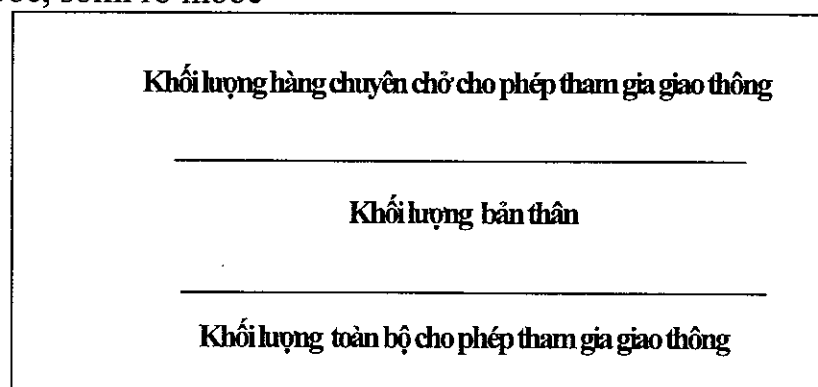 Khối lượng hàng chuyên chở cho phép tham gia giao thông
Khối lượng bản thân
Khối lượng toàn bộ cho phép tham gia giao thông